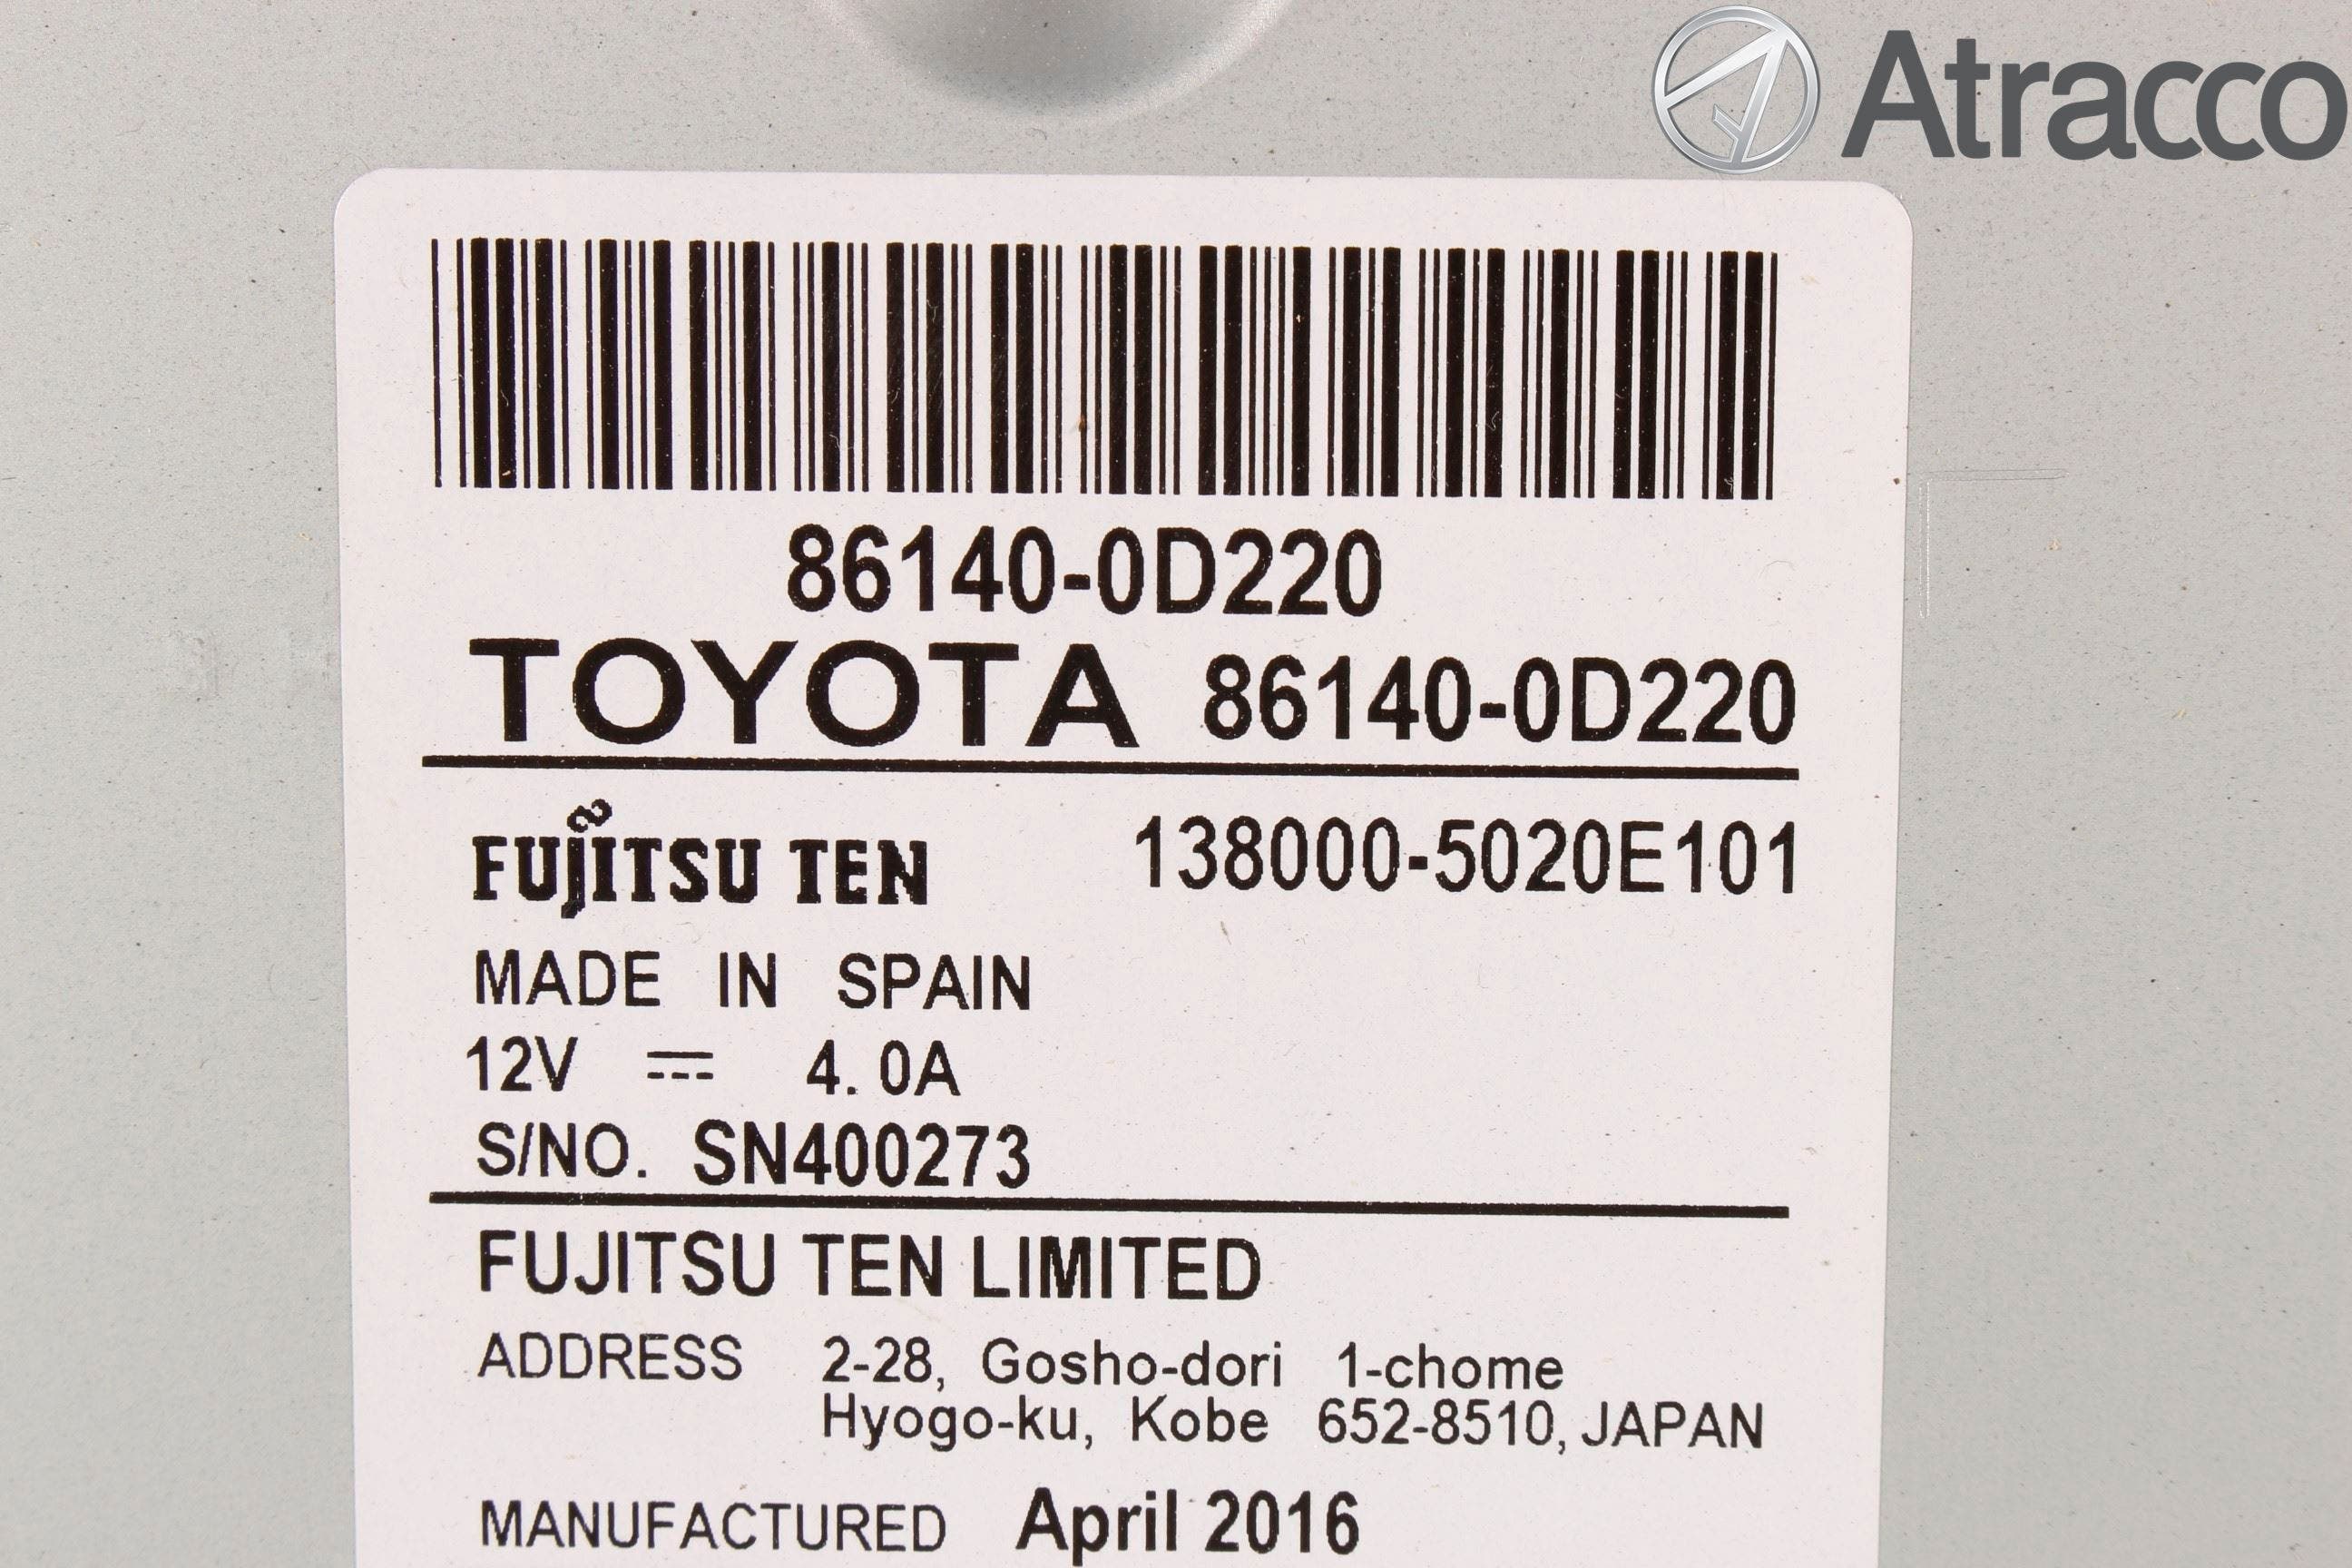 Atracco
86140-0D220
TOYOTA 86140-0D220
FUJITSU TEN 138000-5020E101
MADE IN SPAIN
12V ⎓ 4.0A
S/NO. SN400273
FUJITSU TEN LIMITED
ADDRESS 2-28, Gosho-dori 1-chome
Hyogo-ku, Kobe 652-8510, JAPAN
MANUFACTURED April 2016